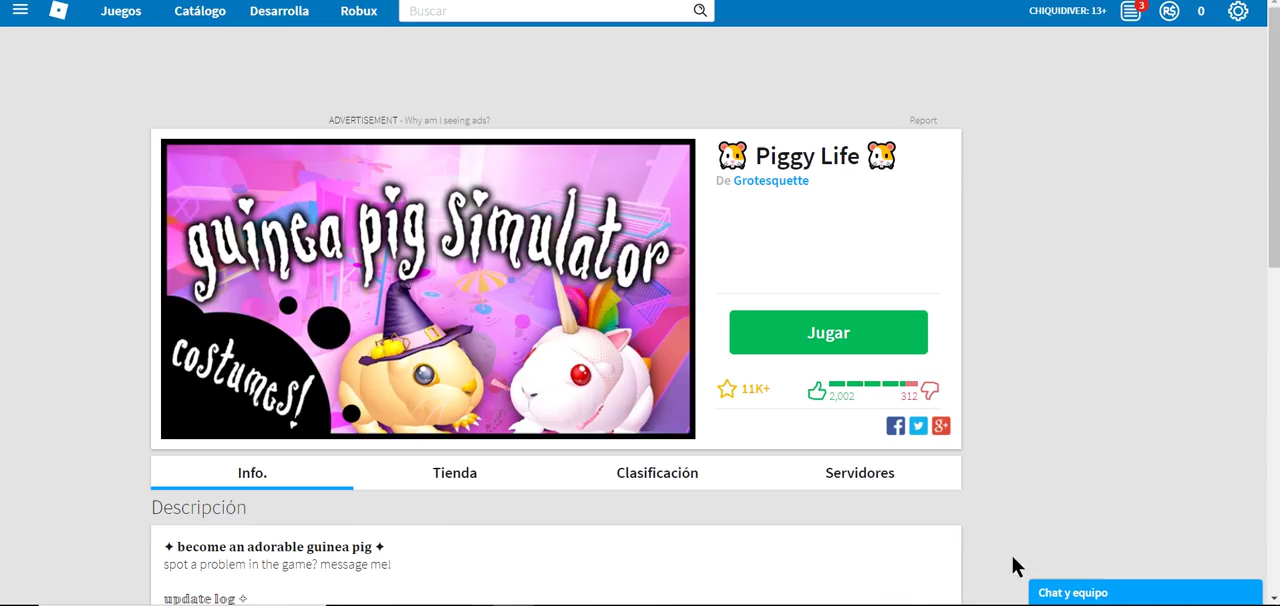 Juegos Catálogo Desarrolla Robux Buscar CHIQUIDIVER: 13+ 3 R$ 0
ADVERTISEMENT - Why am I seeing ads? Report
guinea pig simulator
costumes!
🐹 Piggy Life 🐹
De Grotesquette
Jugar
11K+ 2,002 312
f g+
Info. Tienda Clasificación Servidores
Descripción
✦ become an adorable guinea pig ✦
spot a problem in the game? message me!
update log ✧
Chat y equipo